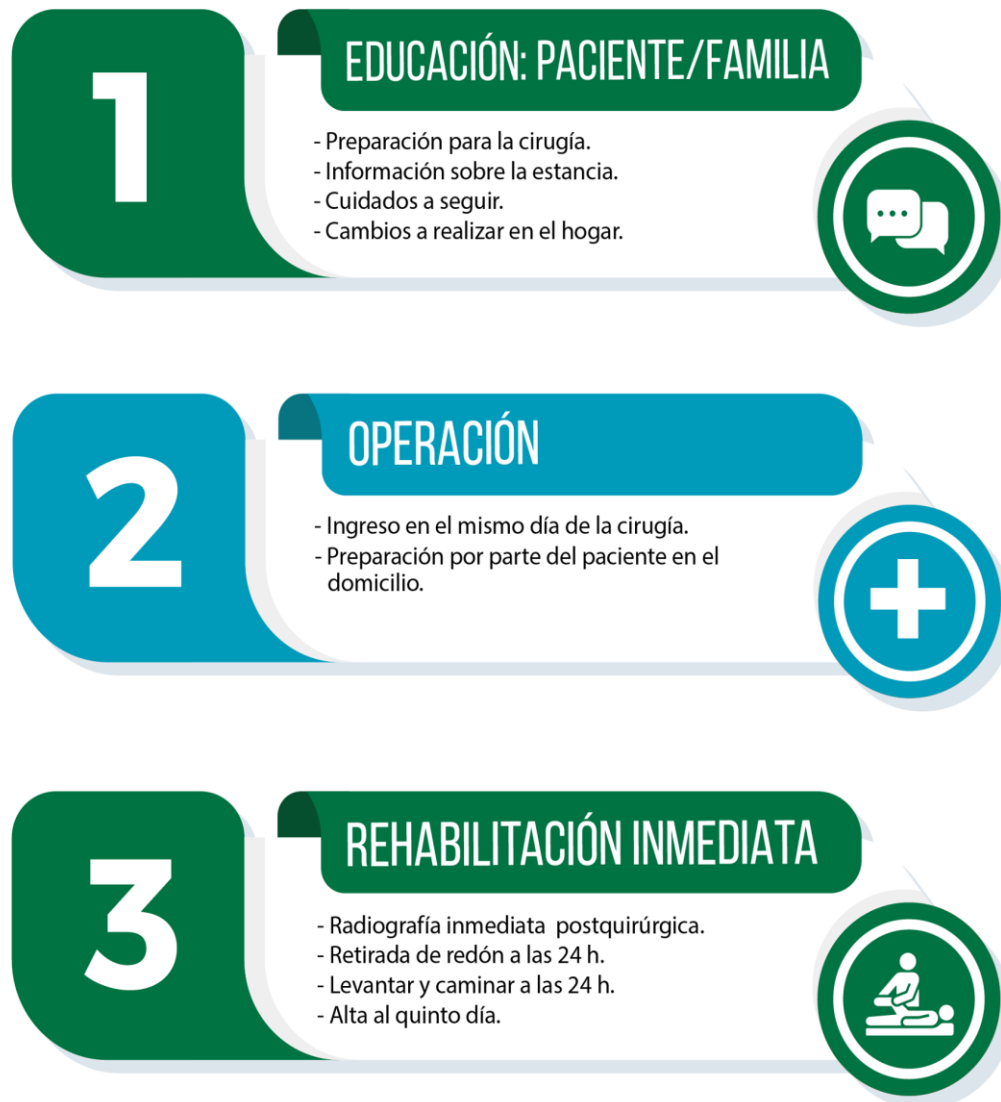 1
EDUCACIÓN: PACIENTE/FAMILIA
- Preparación para la cirugía.
- Información sobre la estancia.
- Cuidados a seguir.
- Cambios a realizar en el hogar.
2
OPERACIÓN
- Ingreso en el mismo día de la cirugía.
- Preparación por parte del paciente en el
domicilio.
3
REHABILITACIÓN INMEDIATA
- Radiografía inmediata postquirúrgica.
- Retirada de redón a las 24 h.
- Levantar y caminar a las 24 h.
- Alta al quinto día.